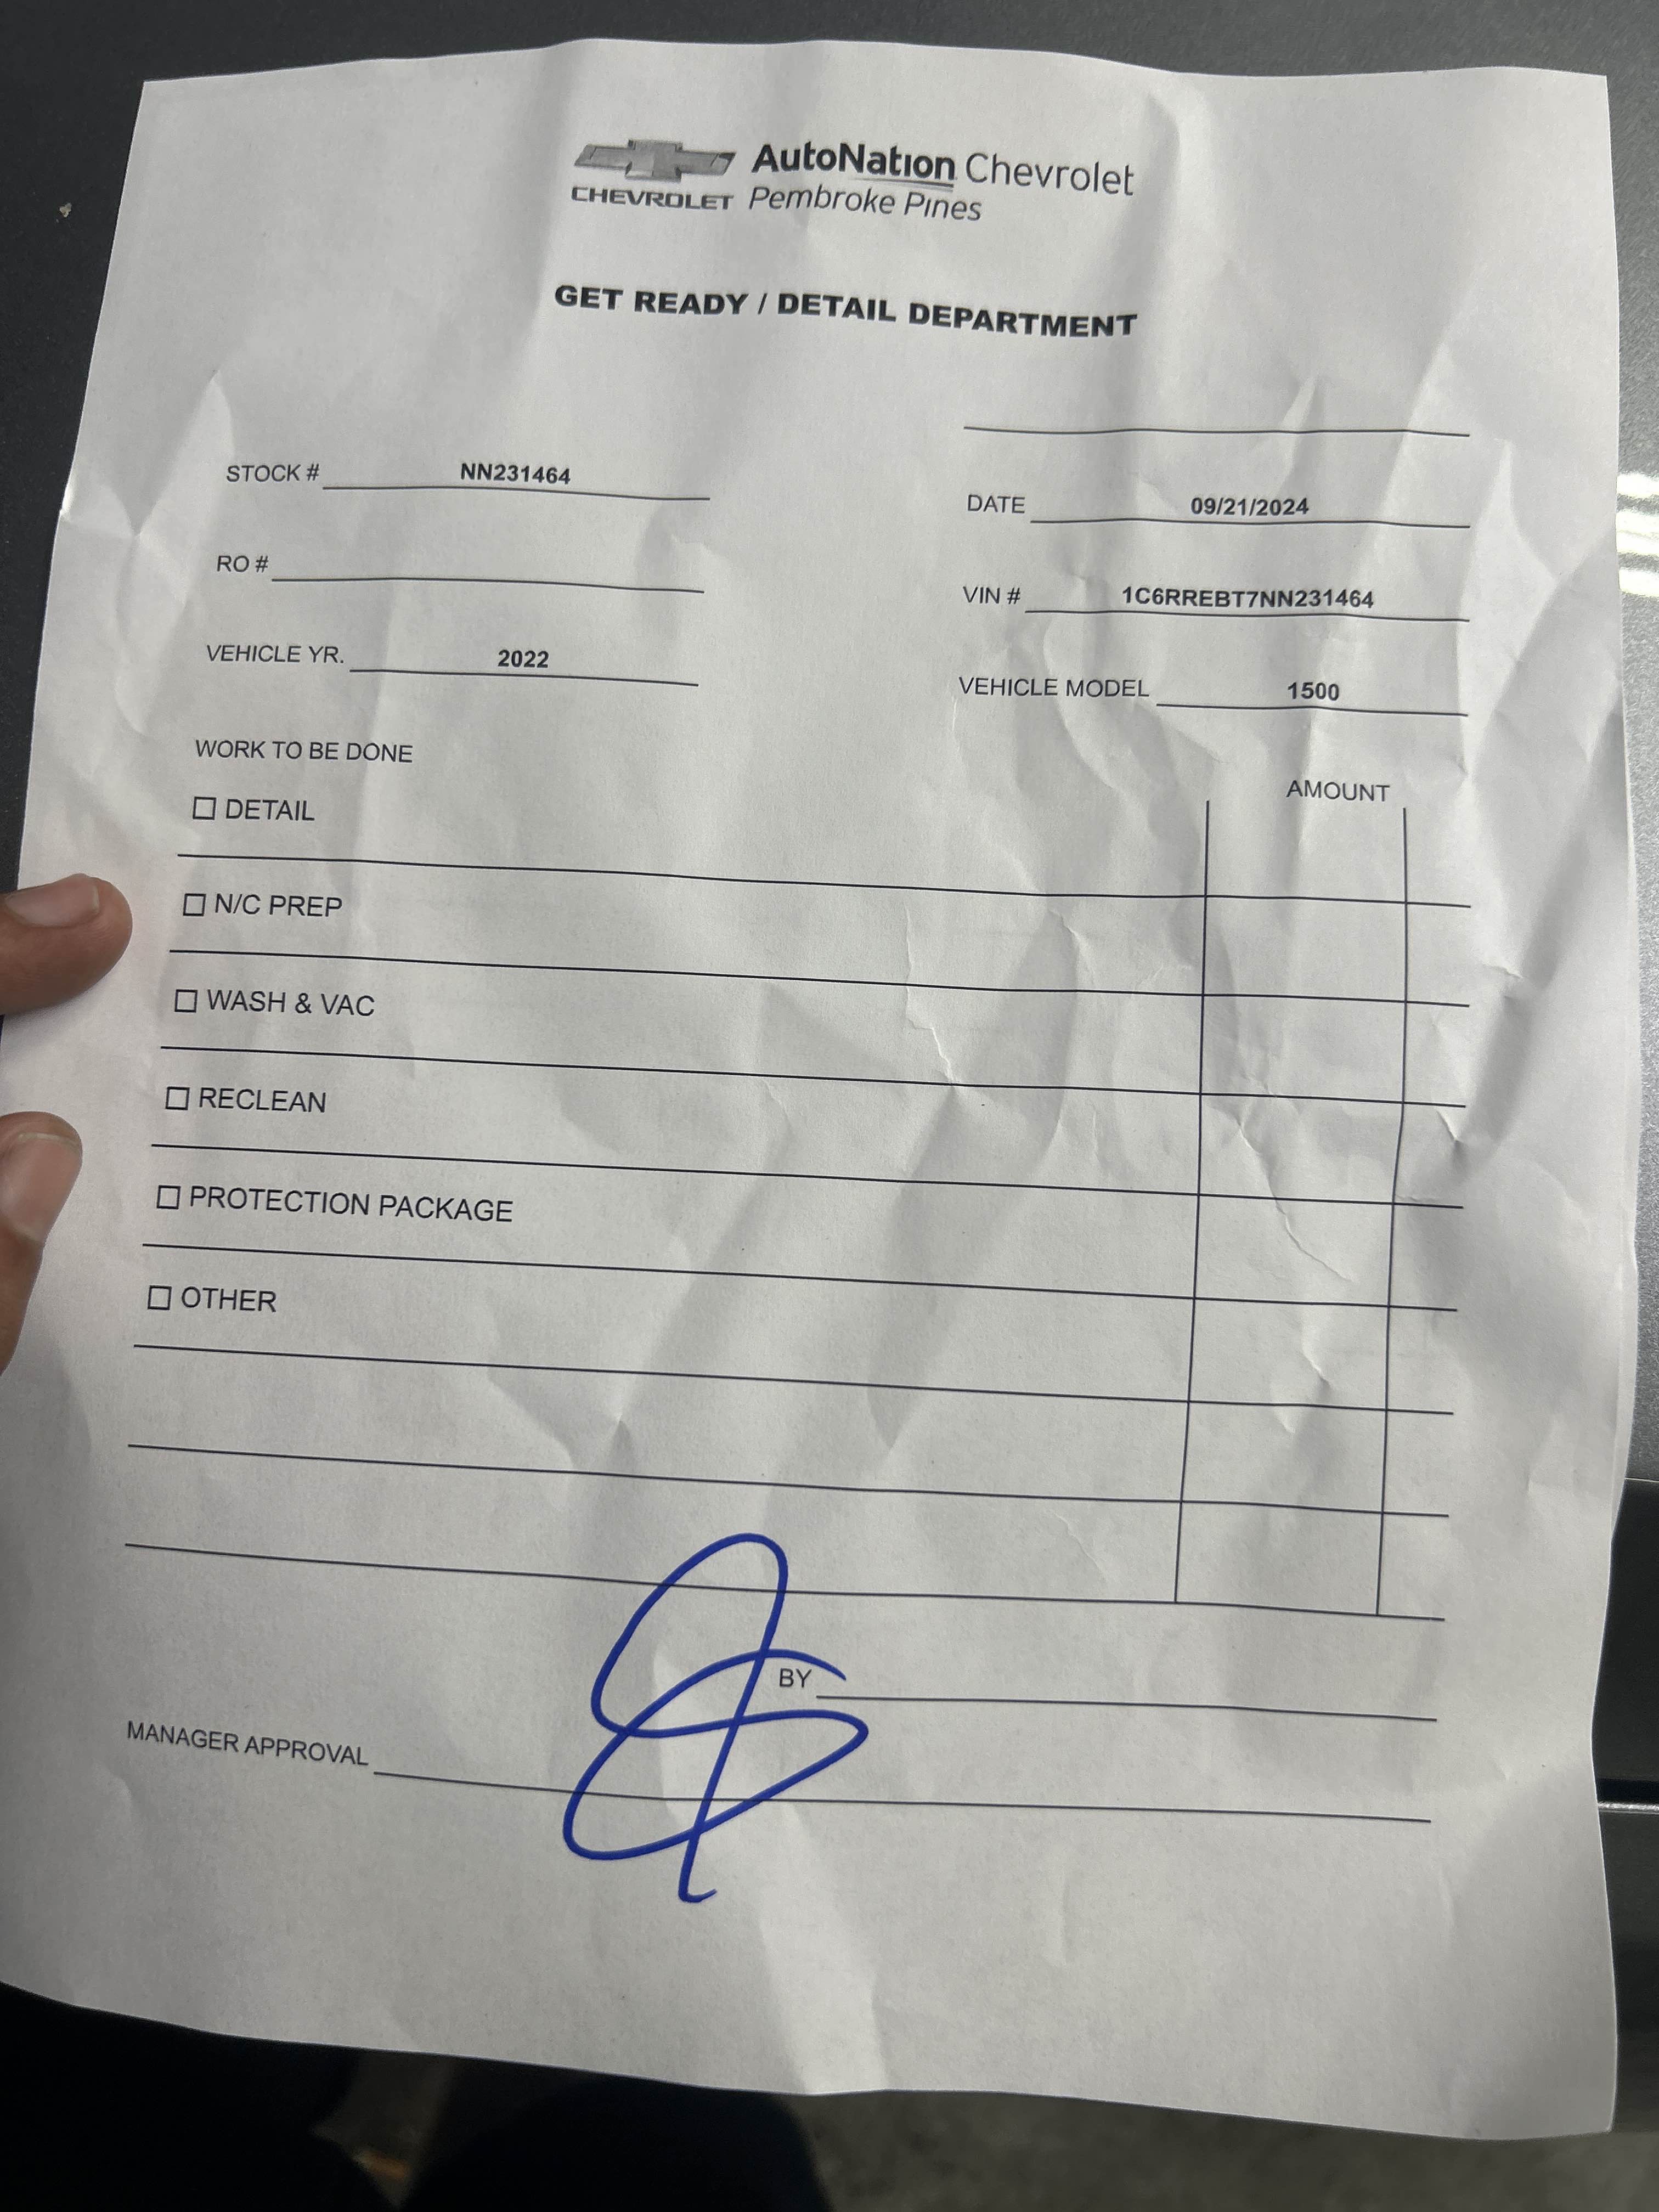 AutoNation Chevrolet
CHEVROLET Pembroke Pines
GET READY / DETAIL DEPARTMENT
STOCK # NN231464
DATE 09/21/2024
RO #
VIN # 1C6RREBT7NN231464
VEHICLE YR. 2022
VEHICLE MODEL 1500
WORK TO BE DONE
AMOUNT
DETAIL
N/C PREP
WASH & VAC
RECLEAN
PROTECTION PACKAGE
OTHER
BY
MANAGER APPROVAL